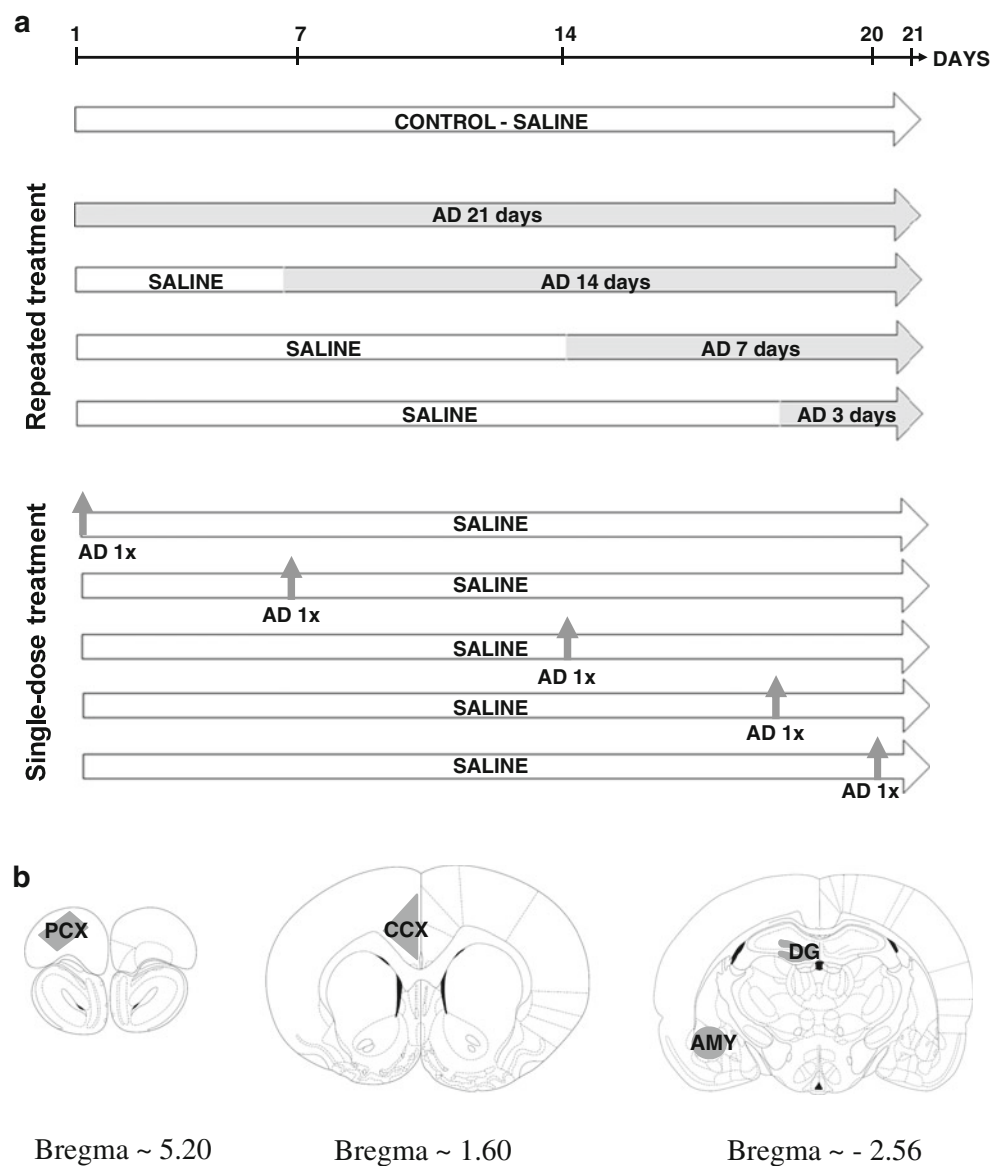 a
1 7 14 20 21
DAYS
CONTROL - SALINE
Repeated treatment
AD 21 days
SALINE AD 14 days
SALINE AD 7 days
SALINE AD 3 days
Single-dose treatment
SALINE
AD 1x
SALINE
AD 1x
SALINE
AD 1x
SALINE
AD 1x
SALINE
AD 1x
b
PCX
CCX
DG
AMY
Bregma ~ 5.20
Bregma ~ 1.60
Bregma ~ - 2.56